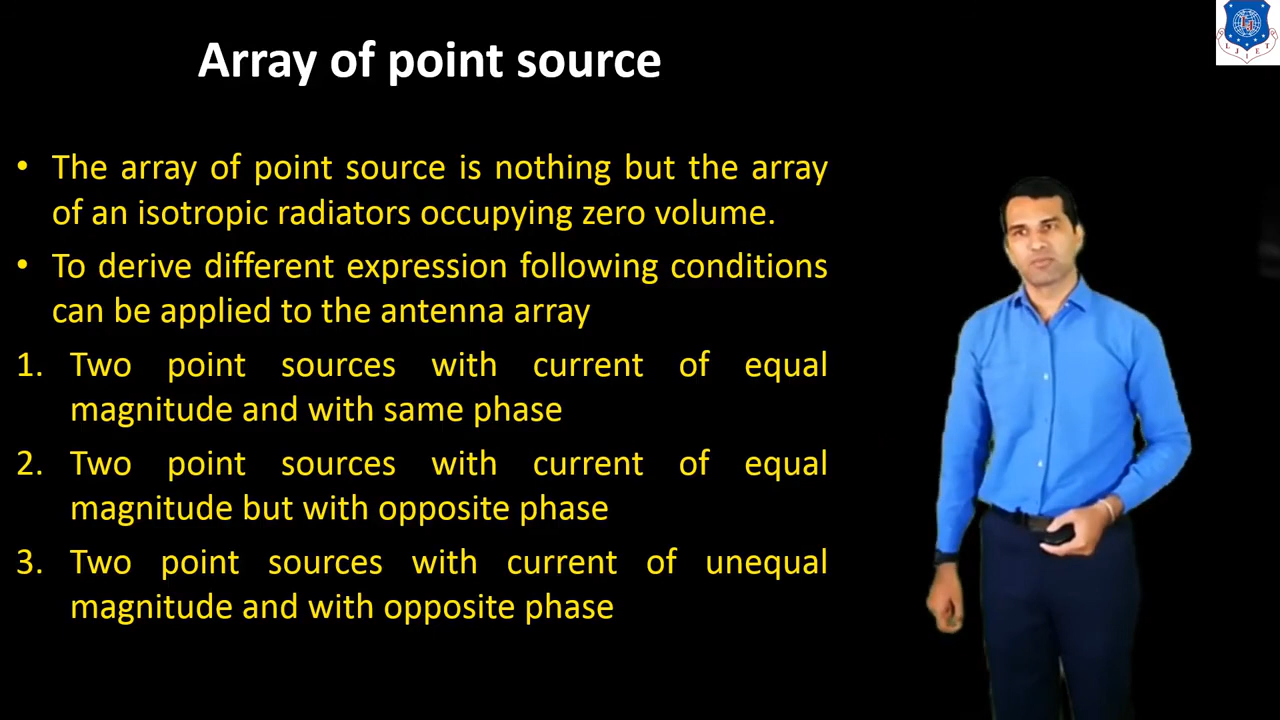 Array of point source
• The array of point source is nothing but the array
of an isotropic radiators occupying zero volume.
• To derive different expression following conditions
can be applied to the antenna array
1. Two point sources with current of equal
magnitude and with same phase
2. Two point sources with current of equal
magnitude but with opposite phase
3. Two point sources with current of unequal
magnitude and with opposite phase